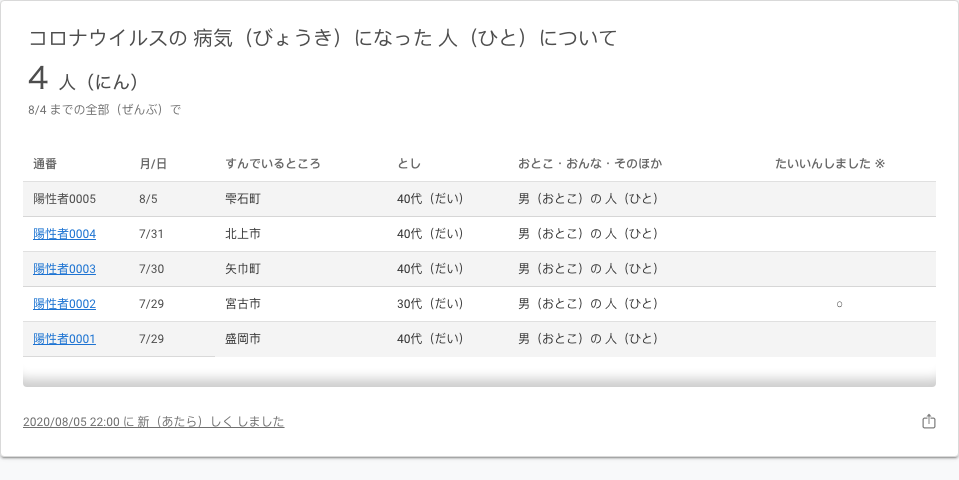 コロナウイルスの 病気（びょうき）になった 人（ひと）について
4 人（にん）
8/4 までの全部（ぜんぶ）で
通番 月/日 すんでいるところ とし おとこ・おんな・そのほか たいいんしました ※
陽性者0005 8/5 雫石町 40代（だい） 男（おとこ）の 人（ひと）
陽性者0004 7/31 北上市 40代（だい） 男（おとこ）の 人（ひと）
陽性者0003 7/30 矢巾町 40代（だい） 男（おとこ）の 人（ひと）
陽性者0002 7/29 宮古市 30代（だい） 男（おとこ）の 人（ひと） ○
陽性者0001 7/29 盛岡市 40代（だい） 男（おとこ）の 人（ひと）
2020/08/05 22:00 に 新（あたら）しく しました